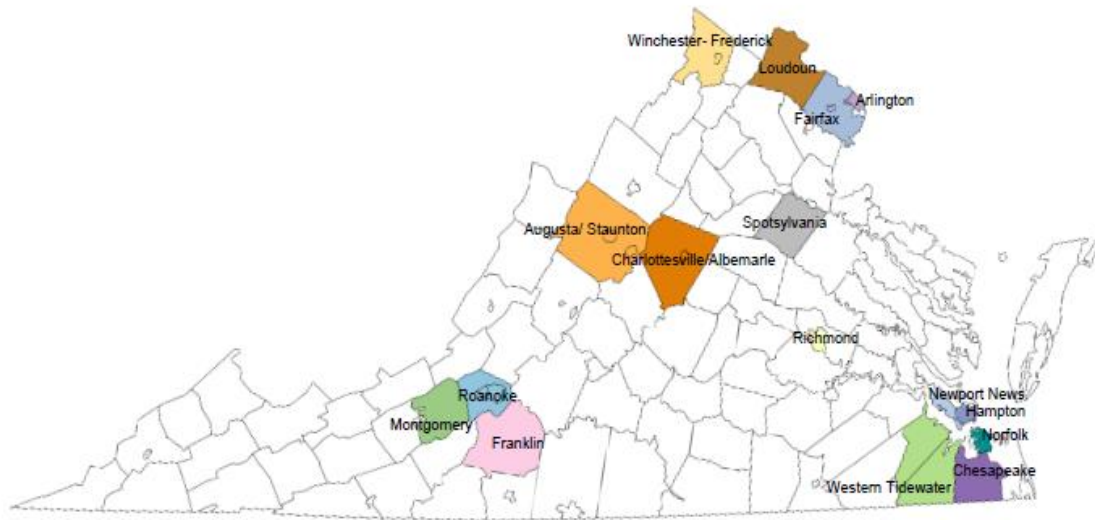 Winchester- Frederick
Loudoun
Arlington
Fairfax
Spotsylvania
Augusta/ Staunton
Charlottesville/Albemarle
Richmond
Roanoke
Newport News
Hampton
Montgomery
Norfolk
Franklin
Chesapeake
Western Tidewater